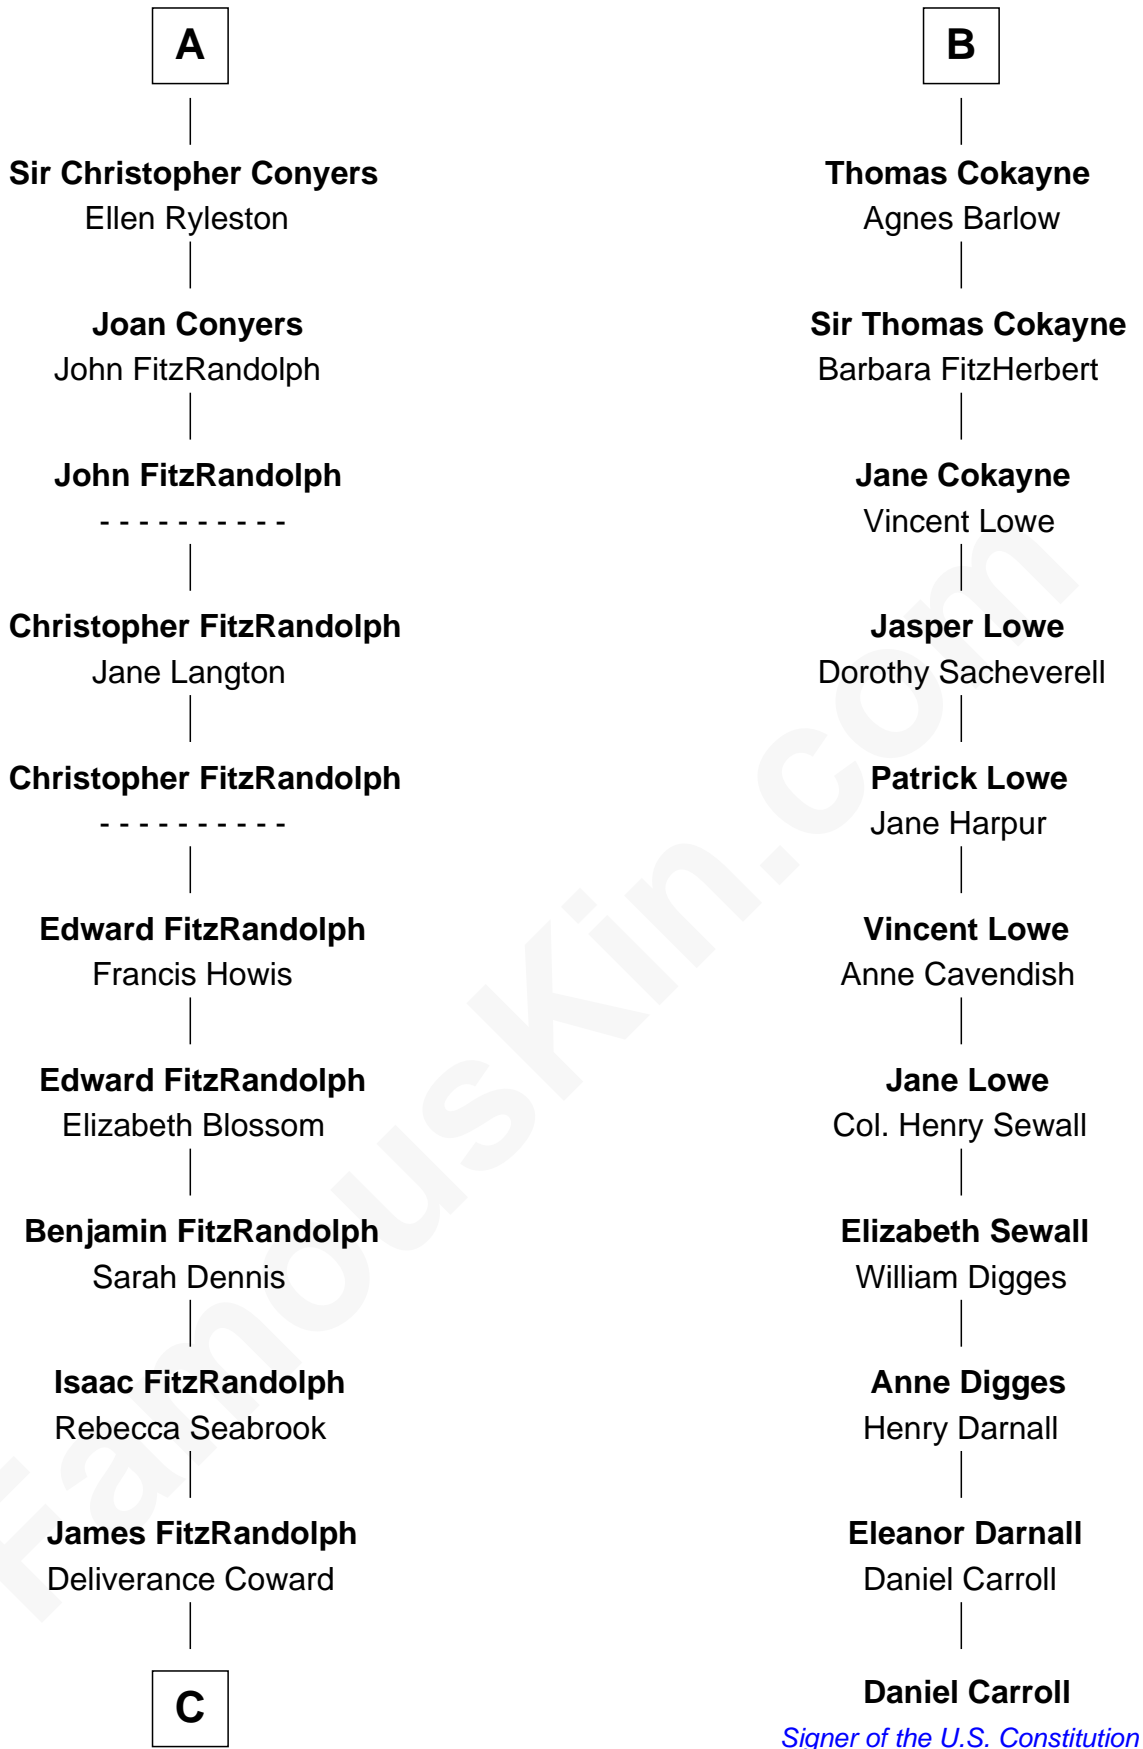 A
Sir Christopher Conyers
Ellen Ryleston
Joan Conyers
John FitzRandolph
John FitzRandolph
- - - - - - - - - -
Christopher FitzRandolph
Jane Langton
Christopher FitzRandolph
- - - - - - - - - -
Edward FitzRandolph
Francis Howis
Edward FitzRandolph
Elizabeth Blossom
Benjamin FitzRandolph
Sarah Dennis
Isaac FitzRandolph
Rebecca Seabrook
James FitzRandolph
Deliverance Coward
C
B
Thomas Cokayne
Agnes Barlow
Sir Thomas Cokayne
Barbara FitzHerbert
Jane Cokayne
Vincent Lowe
Jasper Lowe
Dorothy Sacheverell
Patrick Lowe
Jane Harpur
Vincent Lowe
Anne Cavendish
Jane Lowe
Col. Henry Sewall
Elizabeth Sewall
William Digges
Anne Digges
Henry Darnall
Eleanor Darnall
Daniel Carroll
Daniel Carroll
Signer of the U.S. Constitution
FamousKin.com